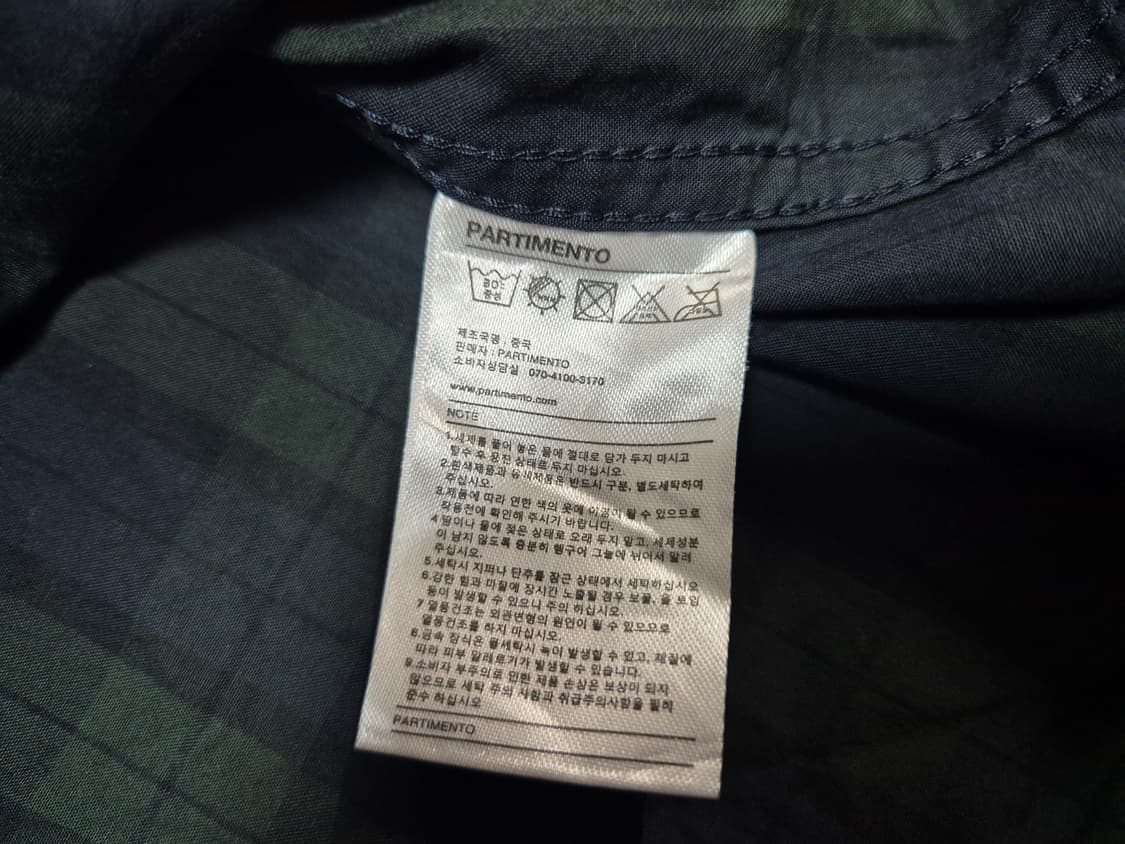 PARTIMENTO
중성
제조국명 : 중국
판매자 : PARTIMENTO
소비자상담실 070-4100-3170
www.partimento.com
NOTE
1.세제를 풀어 놓은 물에 절대로 담가 두지 마시고
탈수 후 뭉친 상태로 두지 마십시오.
2.흰색제품과 유색제품은 반드시 구분, 별도세탁하여
주십시오.
3.제품에 따라 연한 색의 옷에 이염이 될 수 있으므로
착용전에 확인해 주시기 바랍니다.
4.땀이나 물에 젖은 상태로 오래 두지 말고, 세제성분
이 남지 않도록 충분히 헹구어 그늘에 뉘어서 말려
주십시오.
5.세탁시 지퍼나 단추를 잠근 상태에서 세탁하십시오
6.강한 힘과 마찰에 장시간 노출될 경우 보풀, 올 뜯임
등이 발생할 수 있으니 주의 하십시오.
7.열풍건조는 외관변형의 원인이 될 수 있으므로
열풍건조를 하지 마십시오.
8.금속 장식은 물세탁시 녹이 발생할 수 있고, 체질에
따라 피부 알레르기가 발생할 수 있습니다.
9.소비자 부주의로 인한 제품 손상은 보상이 되지
않으므로 세탁 주의 사항과 취급주의사항을 필히
준수 하십시오
PARTIMENTO